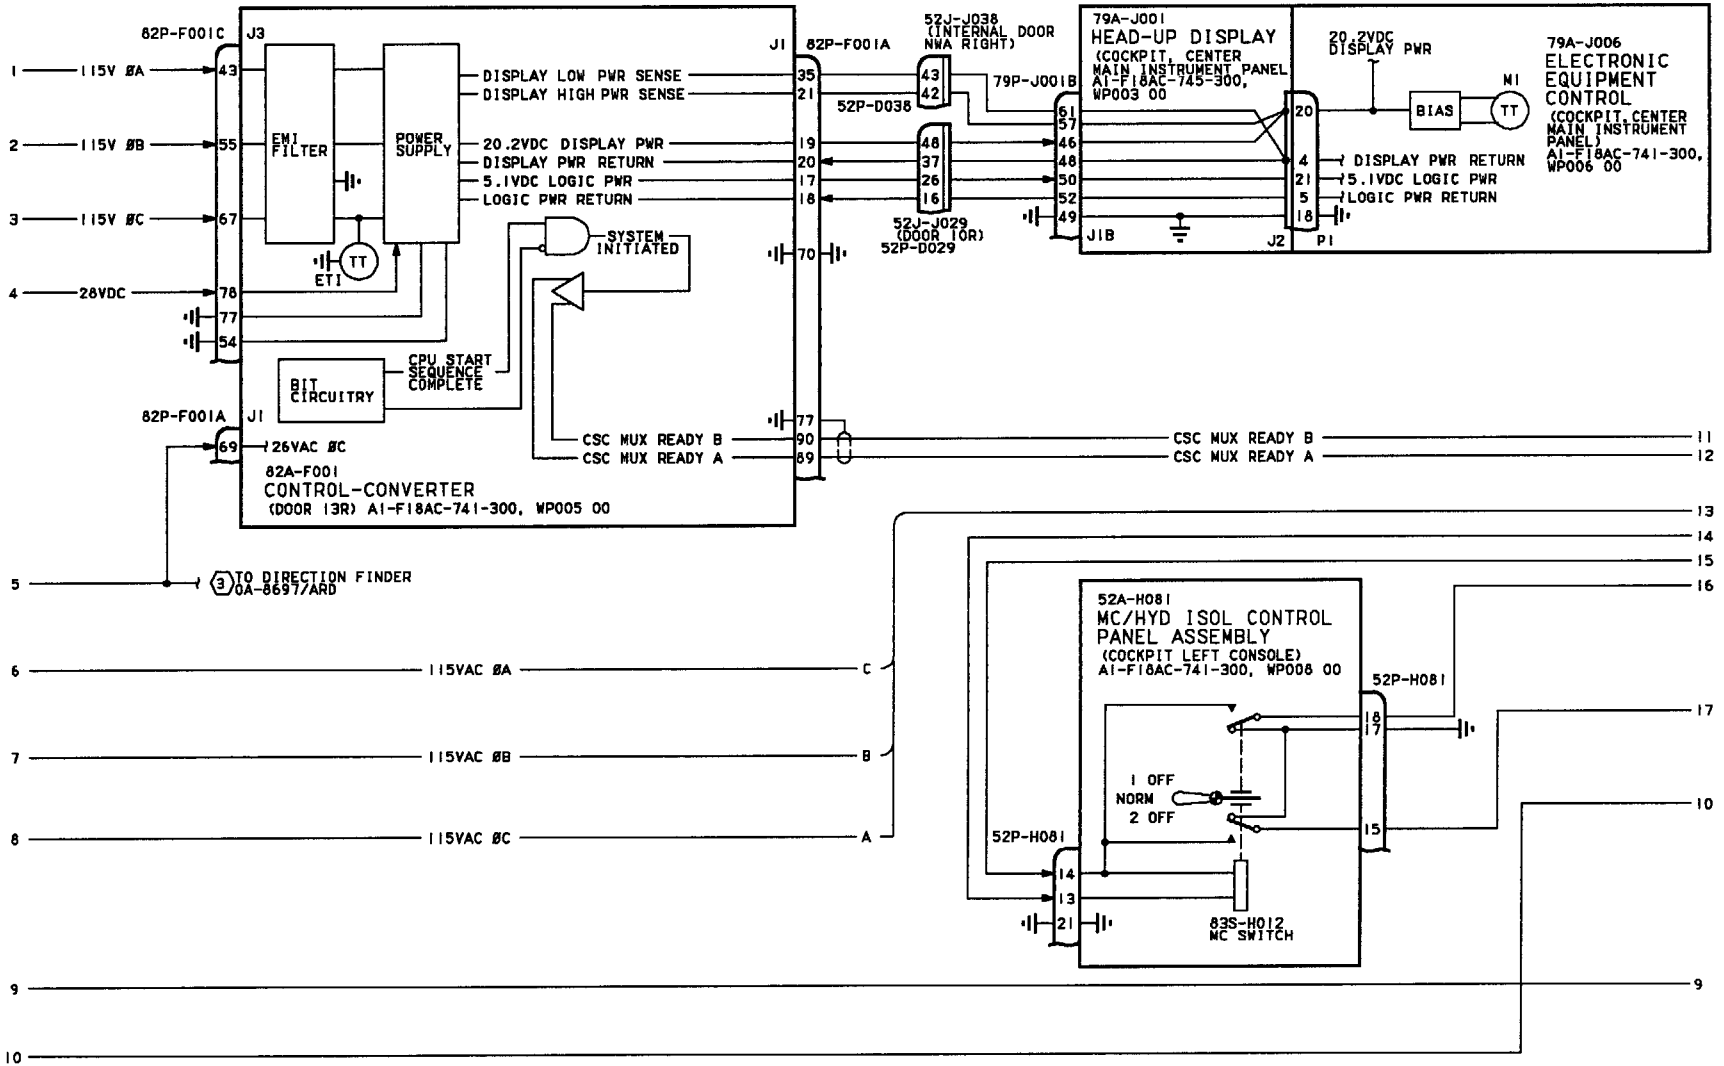 82P-F001C
J3
1 115V ØA 43
2 115V ØB 55
3 115V ØC 67
4 28VDC 78
77
54
EMI
FILTER
POWER
SUPPLY
TT
ETI
DISPLAY LOW PWR SENSE 35
DISPLAY HIGH PWR SENSE 21
20.2VDC DISPLAY PWR 19
DISPLAY PWR RETURN 20
5.1VDC LOGIC PWR 17
LOGIC PWR RETURN 18
SYSTEM
INITIATED
70
BIT
CIRCUITRY
CPU START
SEQUENCE
COMPLETE
77
CSC MUX READY B 90
CSC MUX READY A 89
J1
82P-F001A
82P-F001A
J1
69 26VAC ØC
82A-F001
CONTROL-CONVERTER
(DOOR 13R) A1-F18AC-741-300, WP005 00
52J-J038
(INTERNAL DOOR
NWA RIGHT)
43
42
52P-D038
48
37
26
16
52J-J029
(DOOR 10R)
52P-D029
79P-J001B
61
57
46
48
50
52
49
J1B
79A-J001
HEAD-UP DISPLAY
(COCKPIT, CENTER
MAIN INSTRUMENT PANEL
A1-F18AC-745-300,
WP003 00
J2
P1
20
4 DISPLAY PWR RETURN
21 5.1VDC LOGIC PWR
5 LOGIC PWR RETURN
18
20.2VDC
DISPLAY PWR
BIAS
M1
TT
79A-J006
ELECTRONIC
EQUIPMENT
CONTROL
(COCKPIT, CENTER
MAIN INSTRUMENT
PANEL)
A1-F18AC-741-300,
WP006 00
CSC MUX READY B 11
CSC MUX READY A 12
13
14
15
16
17
10
5
3 TO DIRECTION FINDER
OA-8697/ARD
6 115VAC ØA C
7 115VAC ØB B
8 115VAC ØC A
52A-H081
MC/HYD ISOL CONTROL
PANEL ASSEMBLY
(COCKPIT LEFT CONSOLE)
A1-F18AC-741-300, WP008 00
52P-H081
18
17
15
1 OFF
NORM
2 OFF
52P-H081
14
13
21
83S-H012
MC SWITCH
9 9
10